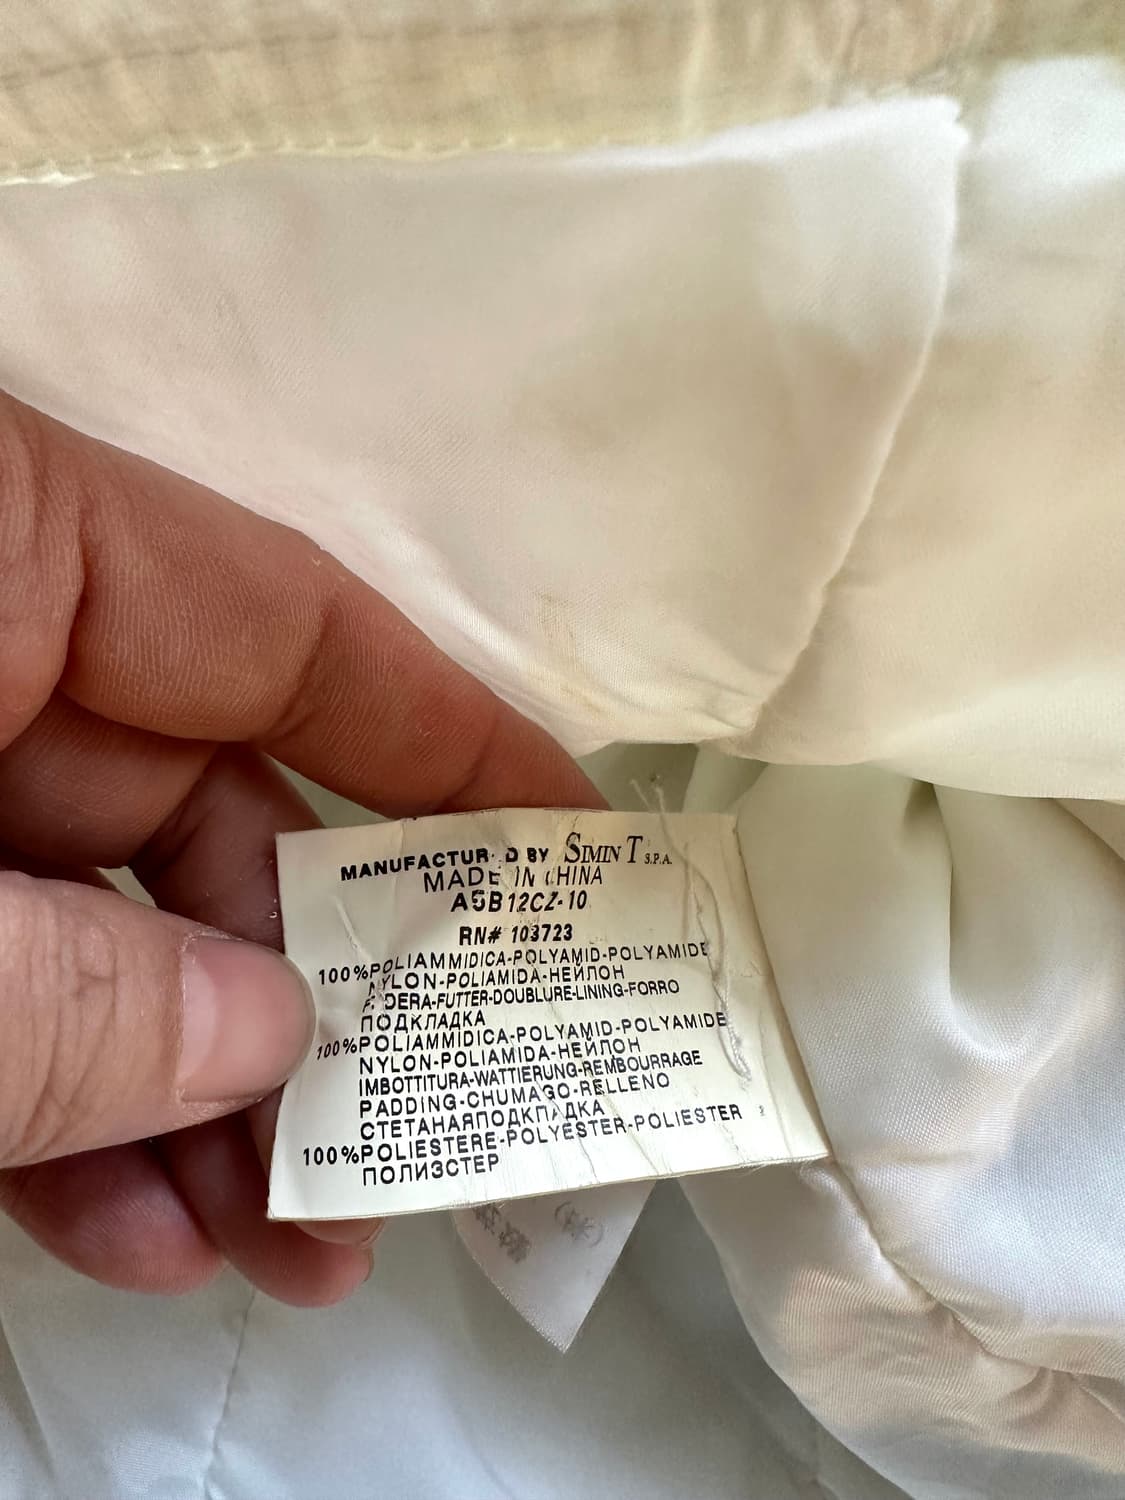 MANUFACTUR D BY SIMINT S.P.A.
MADE IN CHINA
A5B12CZ-10
RN# 103723
100%POLIAMMIDICA-POLYAMID-POLYAMIDE
NYLON-POLIAMIDA-НЕЙЛОН
F DERA-FUTTER-DOUBLURE-LINING-FORRO
ПОДКЛАДКА
100%POLIAMMIDICA-POLYAMID-POLYAMIDE
NYLON-POLIAMIDA-НЕЙЛОН
IMBOTTITURA-WATTIERUNG-REMBOURRAGE
PADDING-CHUMAGO-RELLENO
СТЕТАНАЯПОДКЛАДКА
100%POLIESTERE-POLYESTER-POLIESTER
ПОЛИЗСТЕР